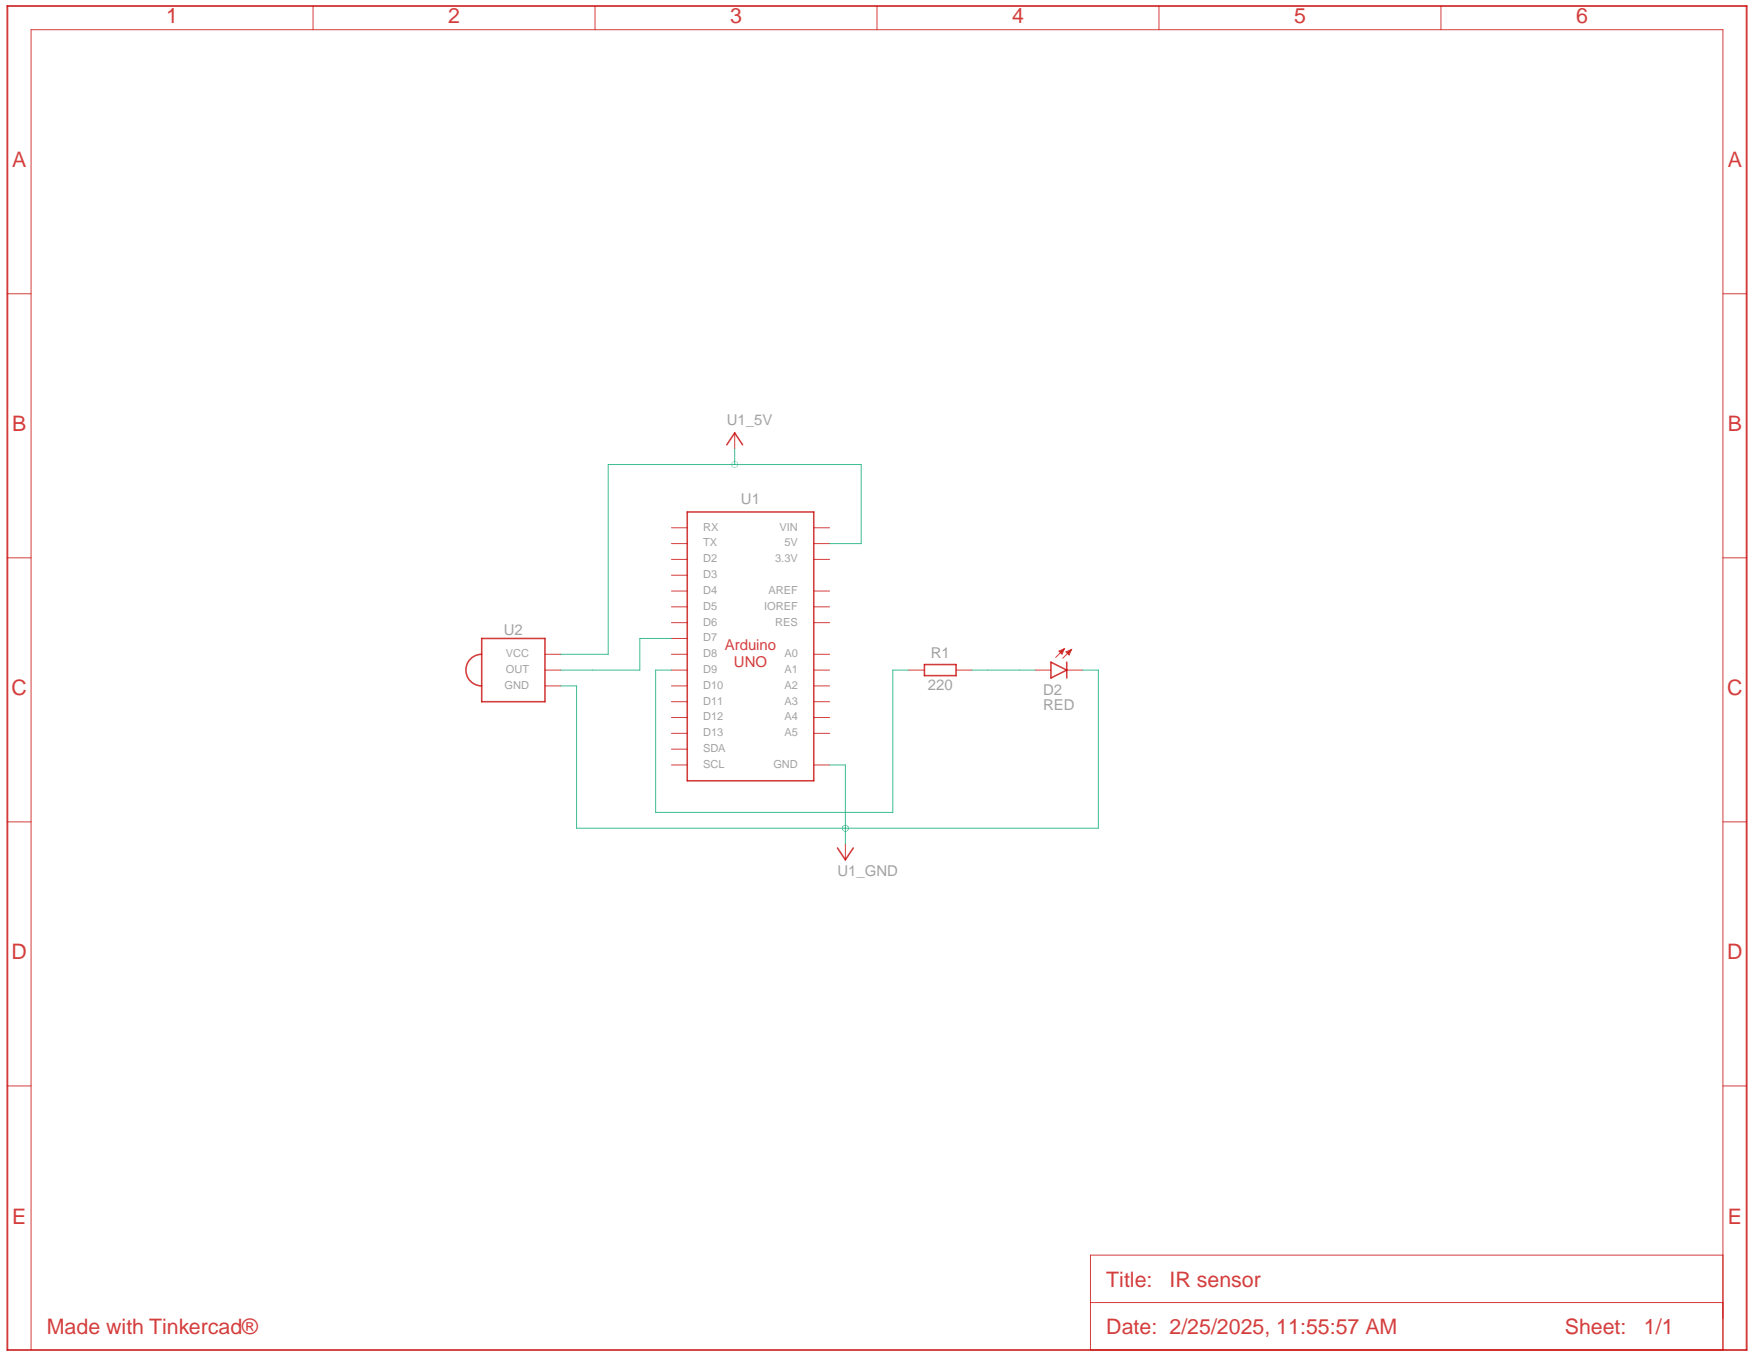 1 2 3 4 5 6
A A
B B
U1_5V
U1
RX VIN
TX 5V
D2 3.3V
D3
D4 AREF
D5 IOREF
D6 RES
D7
Arduino
UNO
D8 A0
D9 A1
D10 A2
D11 A3
D12 A4
D13 A5
SDA
SCL GND
U2
VCC
OUT
GND
R1
220
D2
RED
C C
U1_GND
D D
E E
Title: IR sensor
Made with Tinkercad®
Date: 2/25/2025, 11:55:57 AM Sheet: 1/1